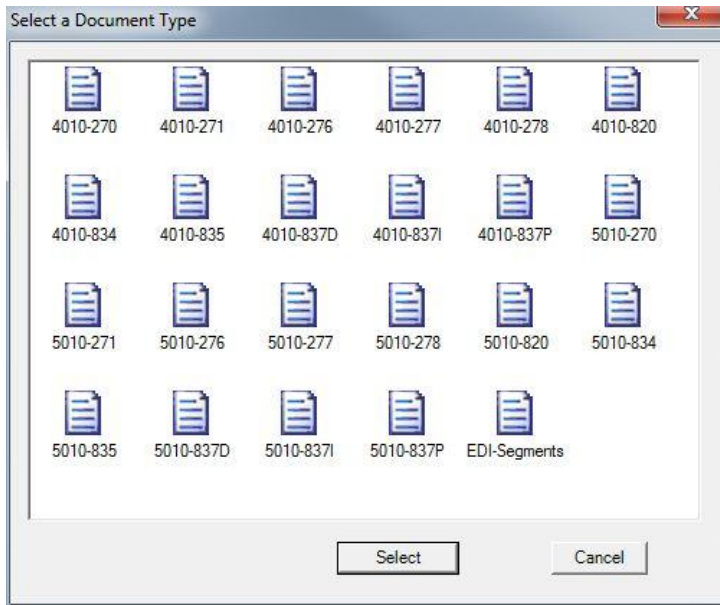 Select a Document Type
4010-270 4010-271 4010-276 4010-277 4010-278 4010-820
4010-834 4010-835 4010-837D 4010-837I 4010-837P 5010-270
5010-271 5010-276 5010-277 5010-278 5010-820 5010-834
5010-835 5010-837D 5010-837I 5010-837P EDI-Segments
Select Cancel